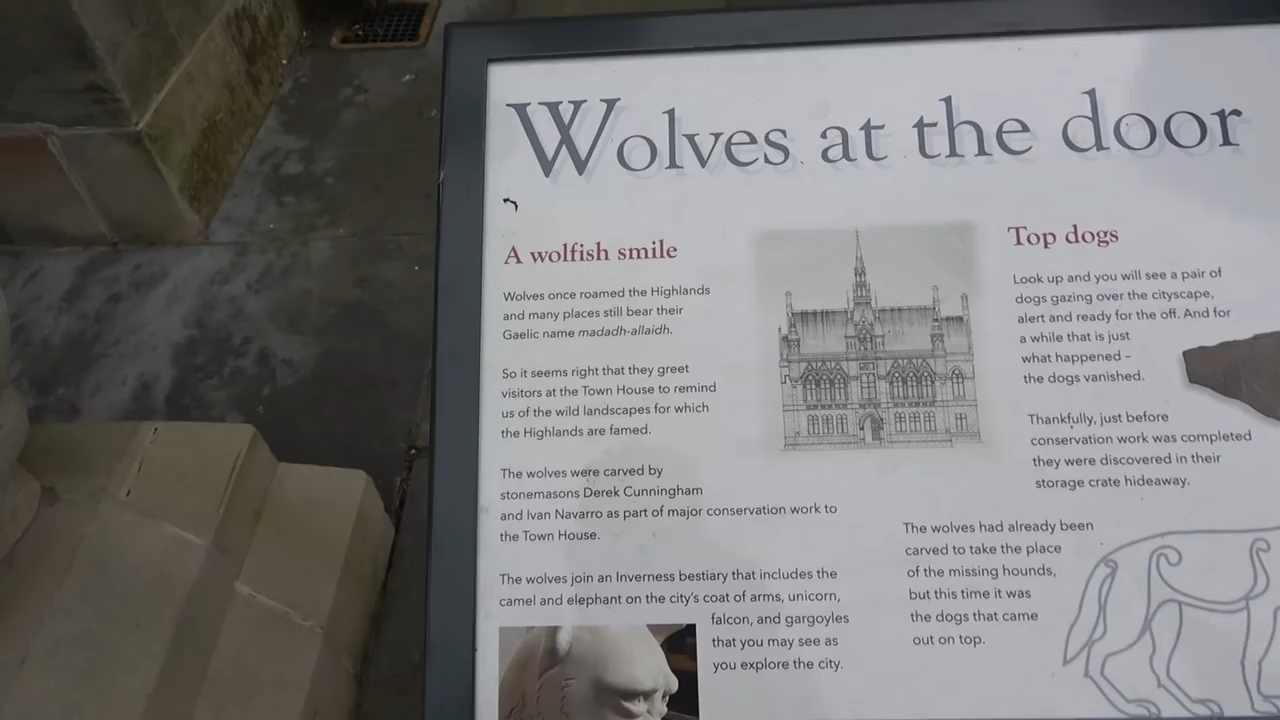 Wolves at the door
A wolfish smile
Wolves once roamed the Highlands
and many places still bear their
Gaelic name madadh-allaidh.
So it seems right that they greet
visitors at the Town House to remind
us of the wild landscapes for which
the Highlands are famed.
The wolves were carved by
stonemasons Derek Cunningham
and Ivan Navarro as part of major conservation work to
the Town House.
The wolves join an Inverness bestiary that includes the
camel and elephant on the city's coat of arms, unicorn,
falcon, and gargoyles
that you may see as
you explore the city.
Top dogs
Look up and you will see a pair of
dogs gazing over the cityscape,
alert and ready for the off. And for
a while that is just
what happened –
the dogs vanished.
Thankfully, just before
conservation work was completed
they were discovered in their
storage crate hideaway.
The wolves had already been
carved to take the place
of the missing hounds,
but this time it was
the dogs that came
out on top.